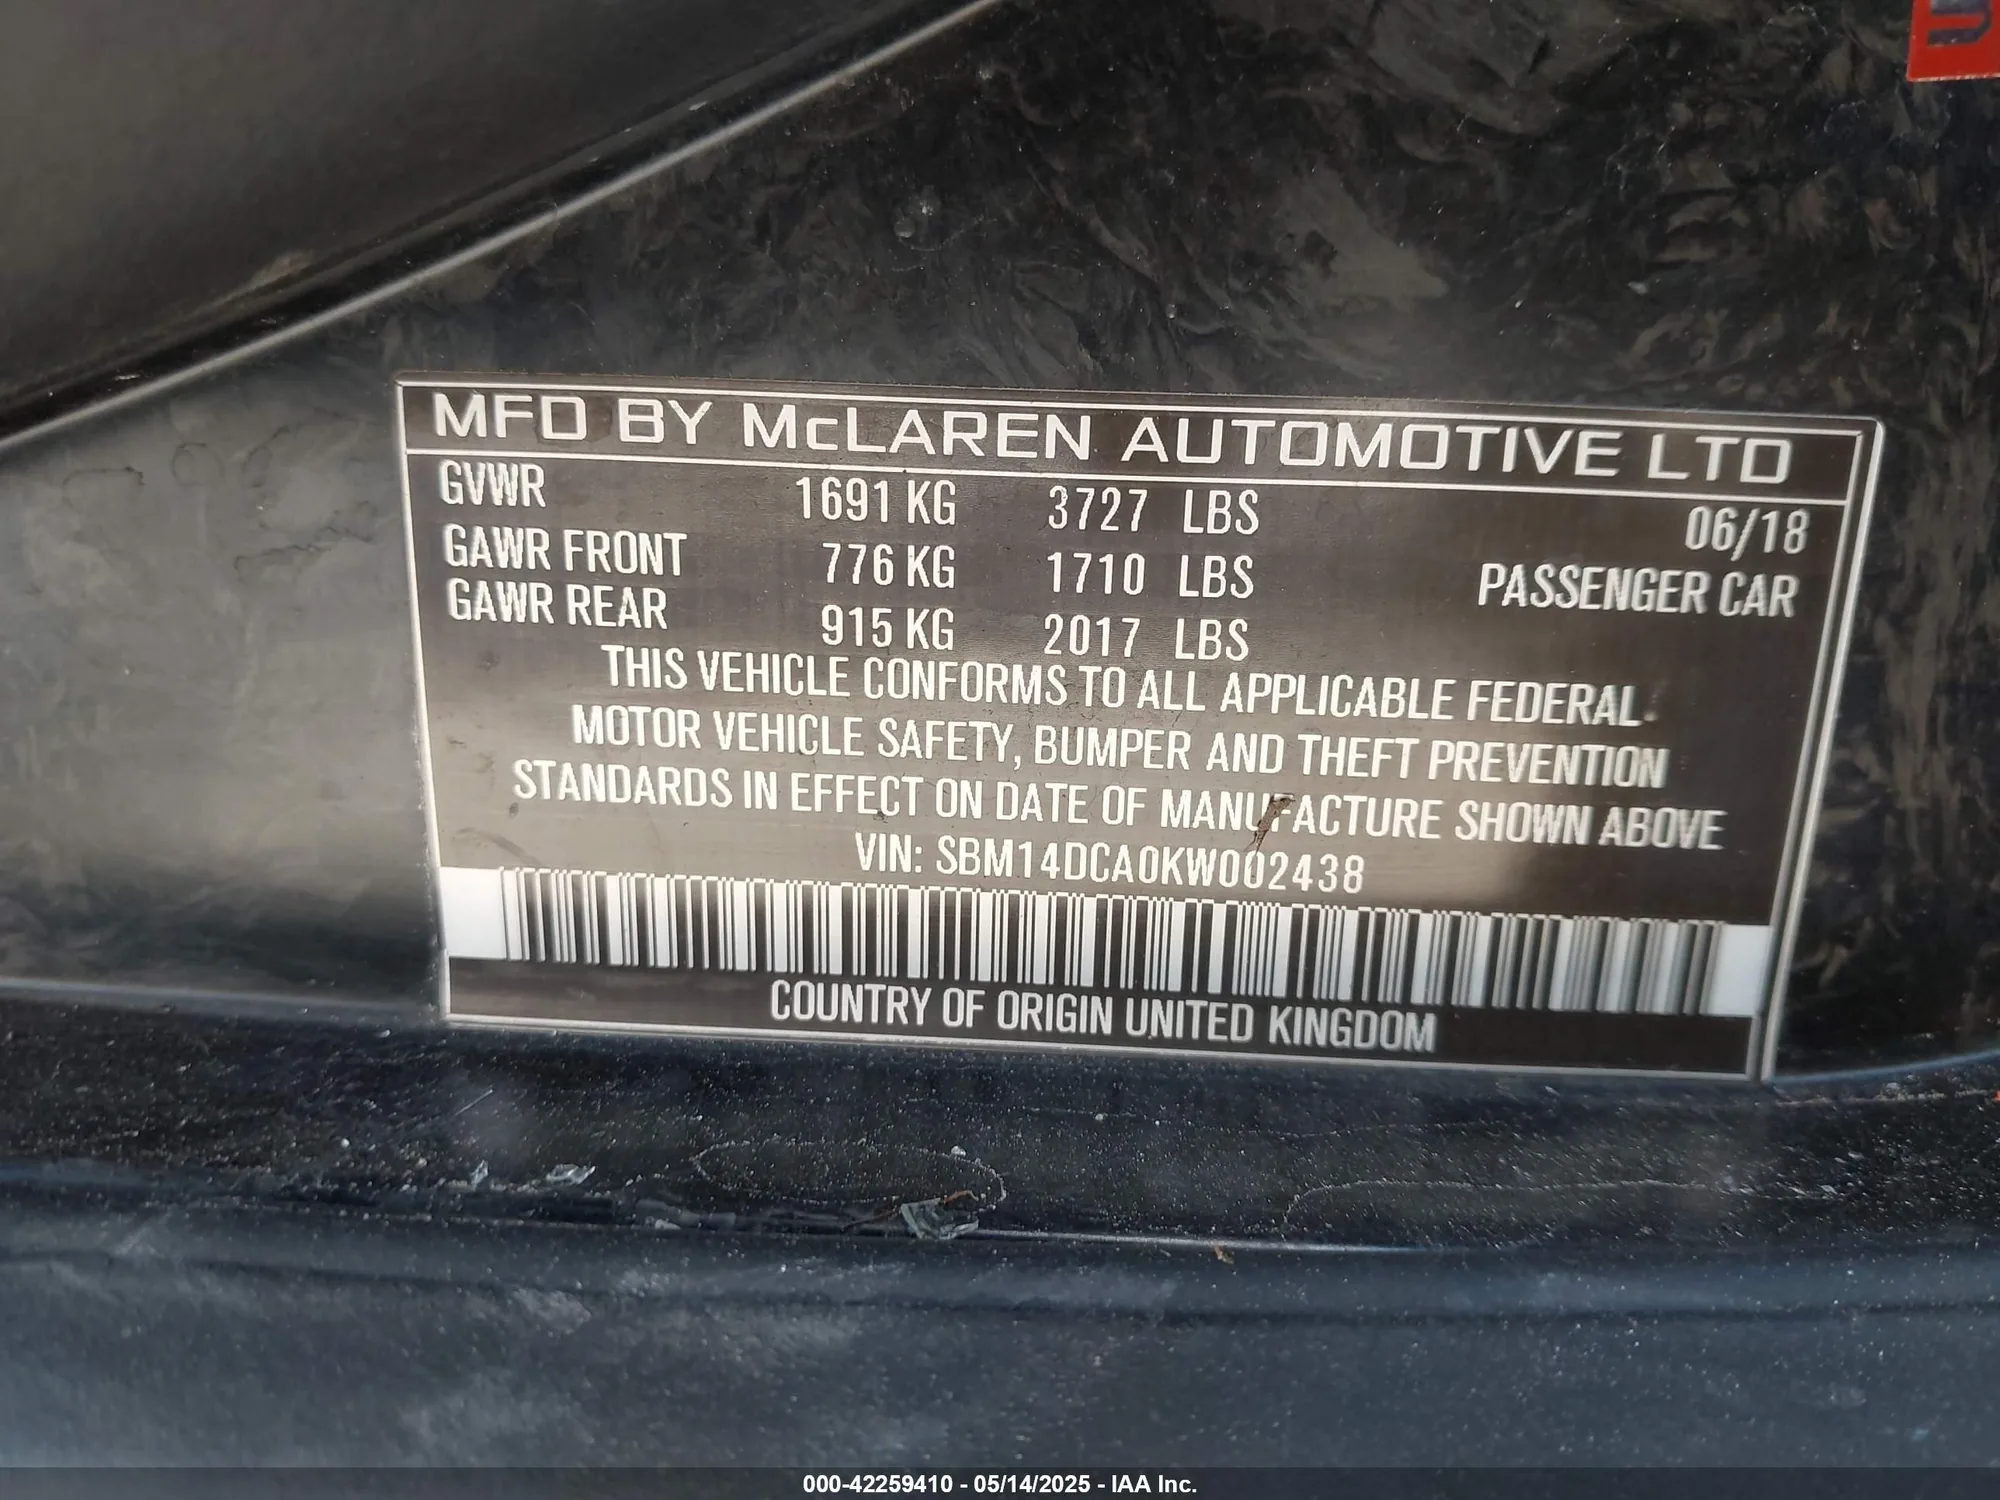 MFD BY McLAREN AUTOMOTIVE LTD
GVWR 1691 KG 3727 LBS 06/18
GAWR FRONT 776 KG 1710 LBS PASSENGER CAR
GAWR REAR 915 KG 2017 LBS
THIS VEHICLE CONFORMS TO ALL APPLICABLE FEDERAL
MOTOR VEHICLE SAFETY, BUMPER AND THEFT PREVENTION
STANDARDS IN EFFECT ON DATE OF MANUFACTURE SHOWN ABOVE
VIN: SBM14DCA0KW002438
COUNTRY OF ORIGIN UNITED KINGDOM
000-42259410 - 05/14/2025 - IAA Inc.